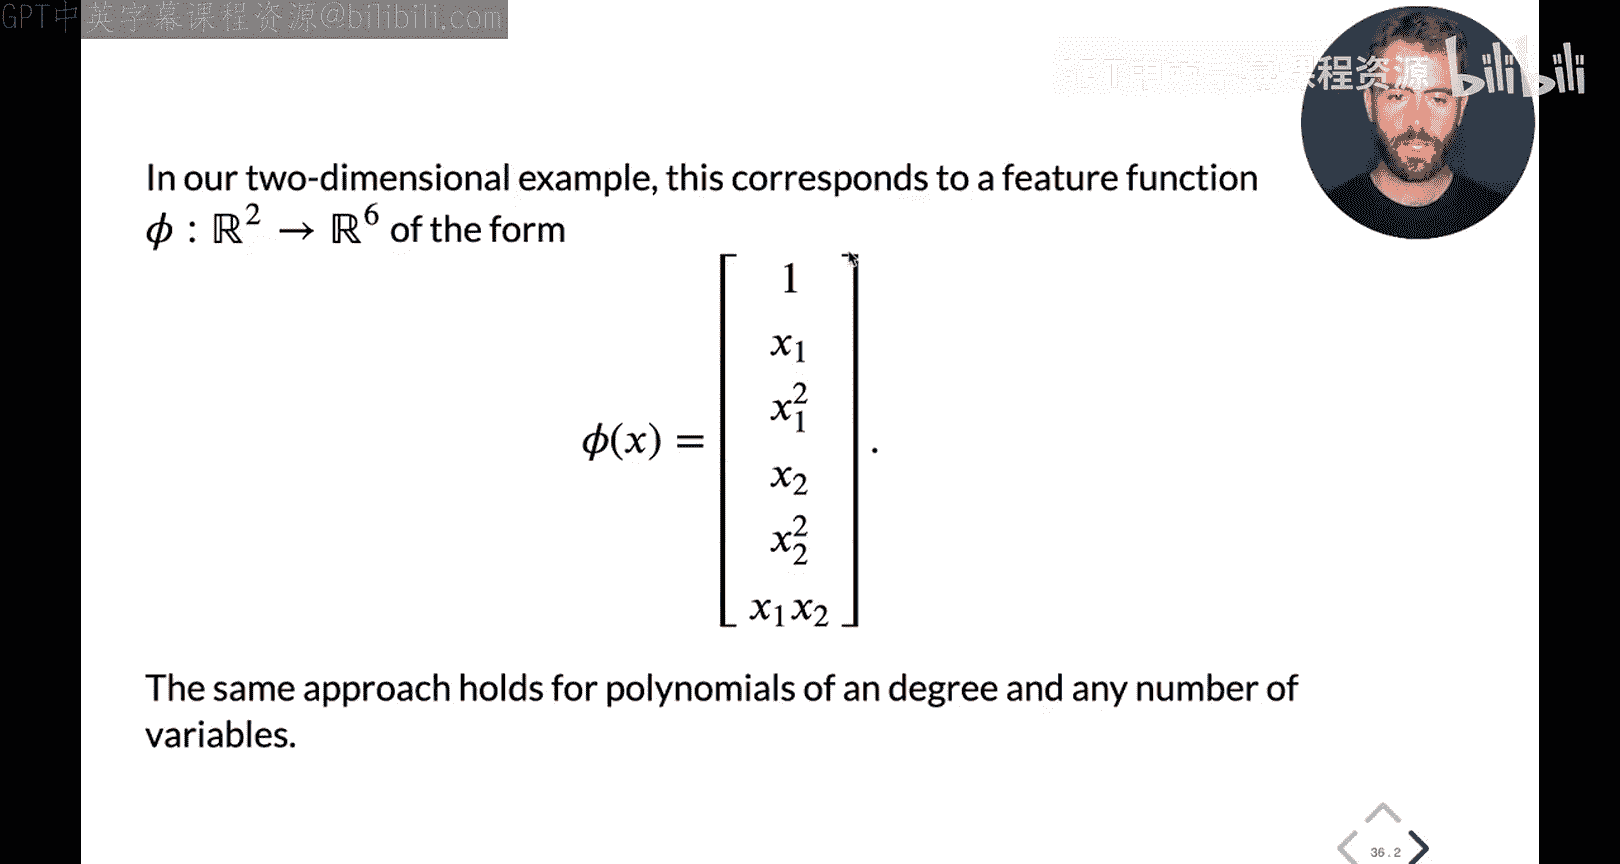 GPT中英字幕课程资源@bilibili.com
程资源 bilibili
In our two-dimensional example, this corresponds to a feature function
ϕ : ℝ² → ℝ⁶ of the form
1
x₁
x₁²
ϕ(x) =
x₂
.
x₂²
x₁x₂
The same approach holds for polynomials of an degree and any number of
variables.
36.2